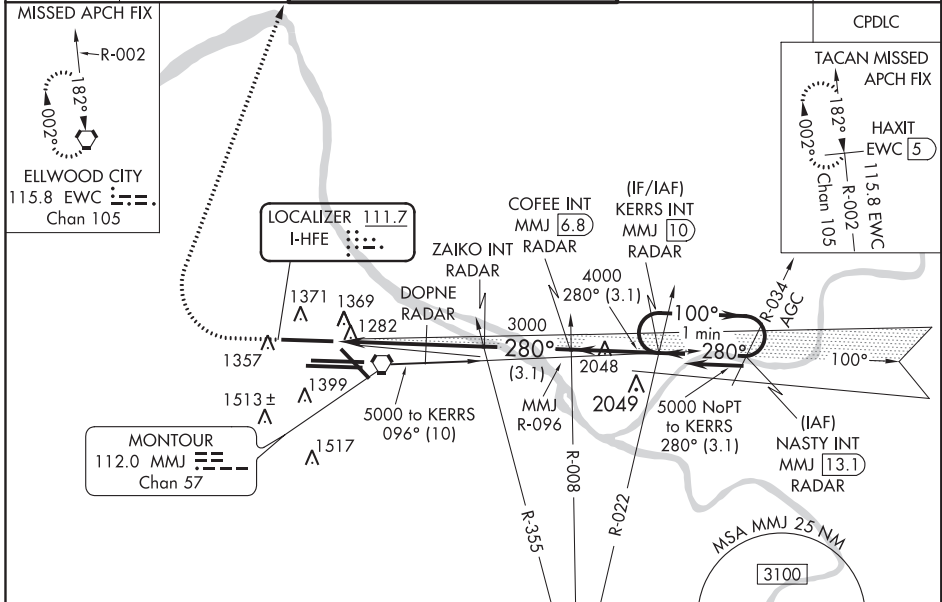 MISSED APCH FIX
R-002
182°
002°
ELLWOOD CITY
115.8 EWC
Chan 105
CPDLC
TACAN MISSED
APCH FIX
182°
002°
HAXIT
EWC 5
Chan 105
R-002
115.8 EWC
LOCALIZER 111.7
I-HFE
ZAIKO INT
RADAR
DOPNE
RADAR
COFEE INT
MMJ 6.8
RADAR
(IF/IAF)
KERRS INT
MMJ 10
RADAR
4000
280° (3.1)
R-034
AGC
100°
1 min
280°
3000
280°
(3.1)
100°
1371
1369
1282
1357
1399
1513 ±
1517
2048
2049
5000 to KERRS
096° (10)
MMJ
R-096
5000 NoPT
to KERRS
280° (3.1)
(IAF)
NASTY INT
MMJ 13.1
RADAR
MONTOUR
112.0 MMJ
Chan 57
R-355
R-008
R-022
MSA MMJ 25 NM
3100